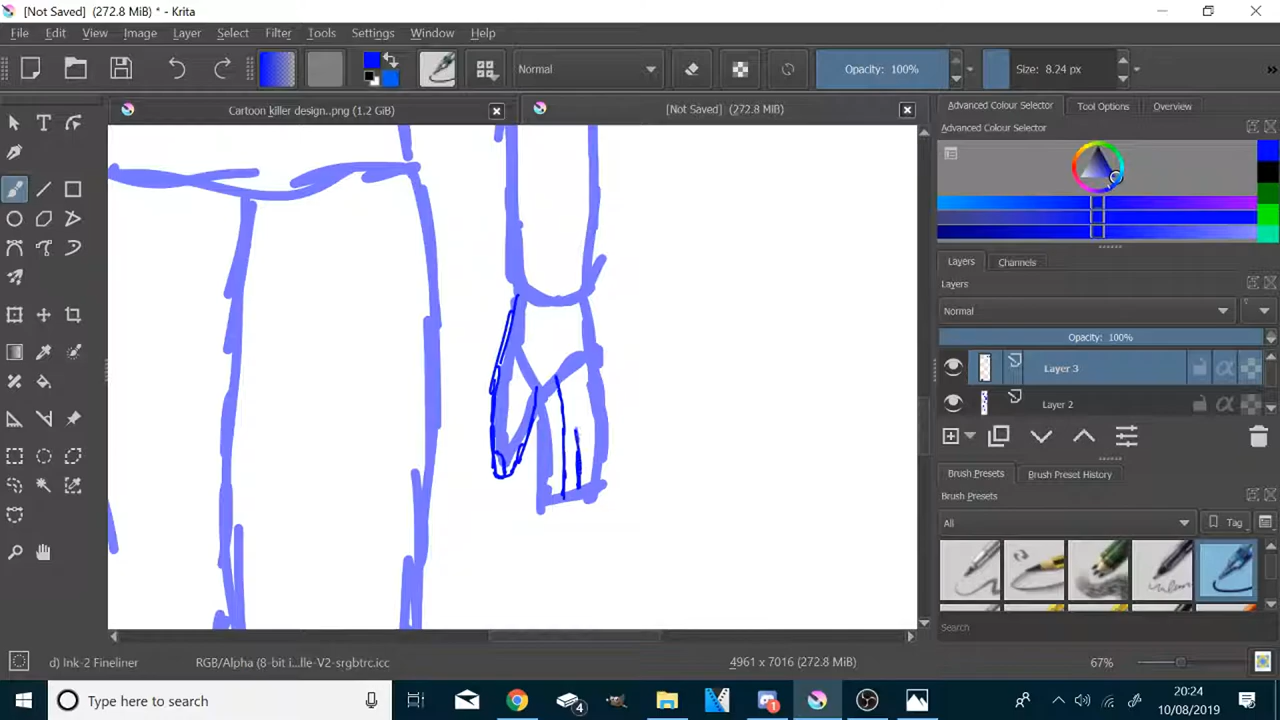 [Not Saved] (272.8 MiB) * - Krita
File Edit View Image Layer Select Filter Tools Settings Window Help
Normal Opacity: 100% Size: 8.24 px »
Cartoon killer design..png (1.2 GiB) [Not Saved] (272.8 MiB) Advanced Colour Selector Tool Options Overview
Advanced Colour Selector
Layers Channels
Layers
Normal
Opacity: 100%
Layer 3
Layer 2
Brush Presets Brush Preset History
Brush Presets
All Tag
Search
d) Ink-2 Fineliner RGB/Alpha (8-bit i...lle-V2-srgbtrc.icc 4961 x 7016 (272.8 MiB) 67%
Type here to search 4 1 20:24
10/08/2019